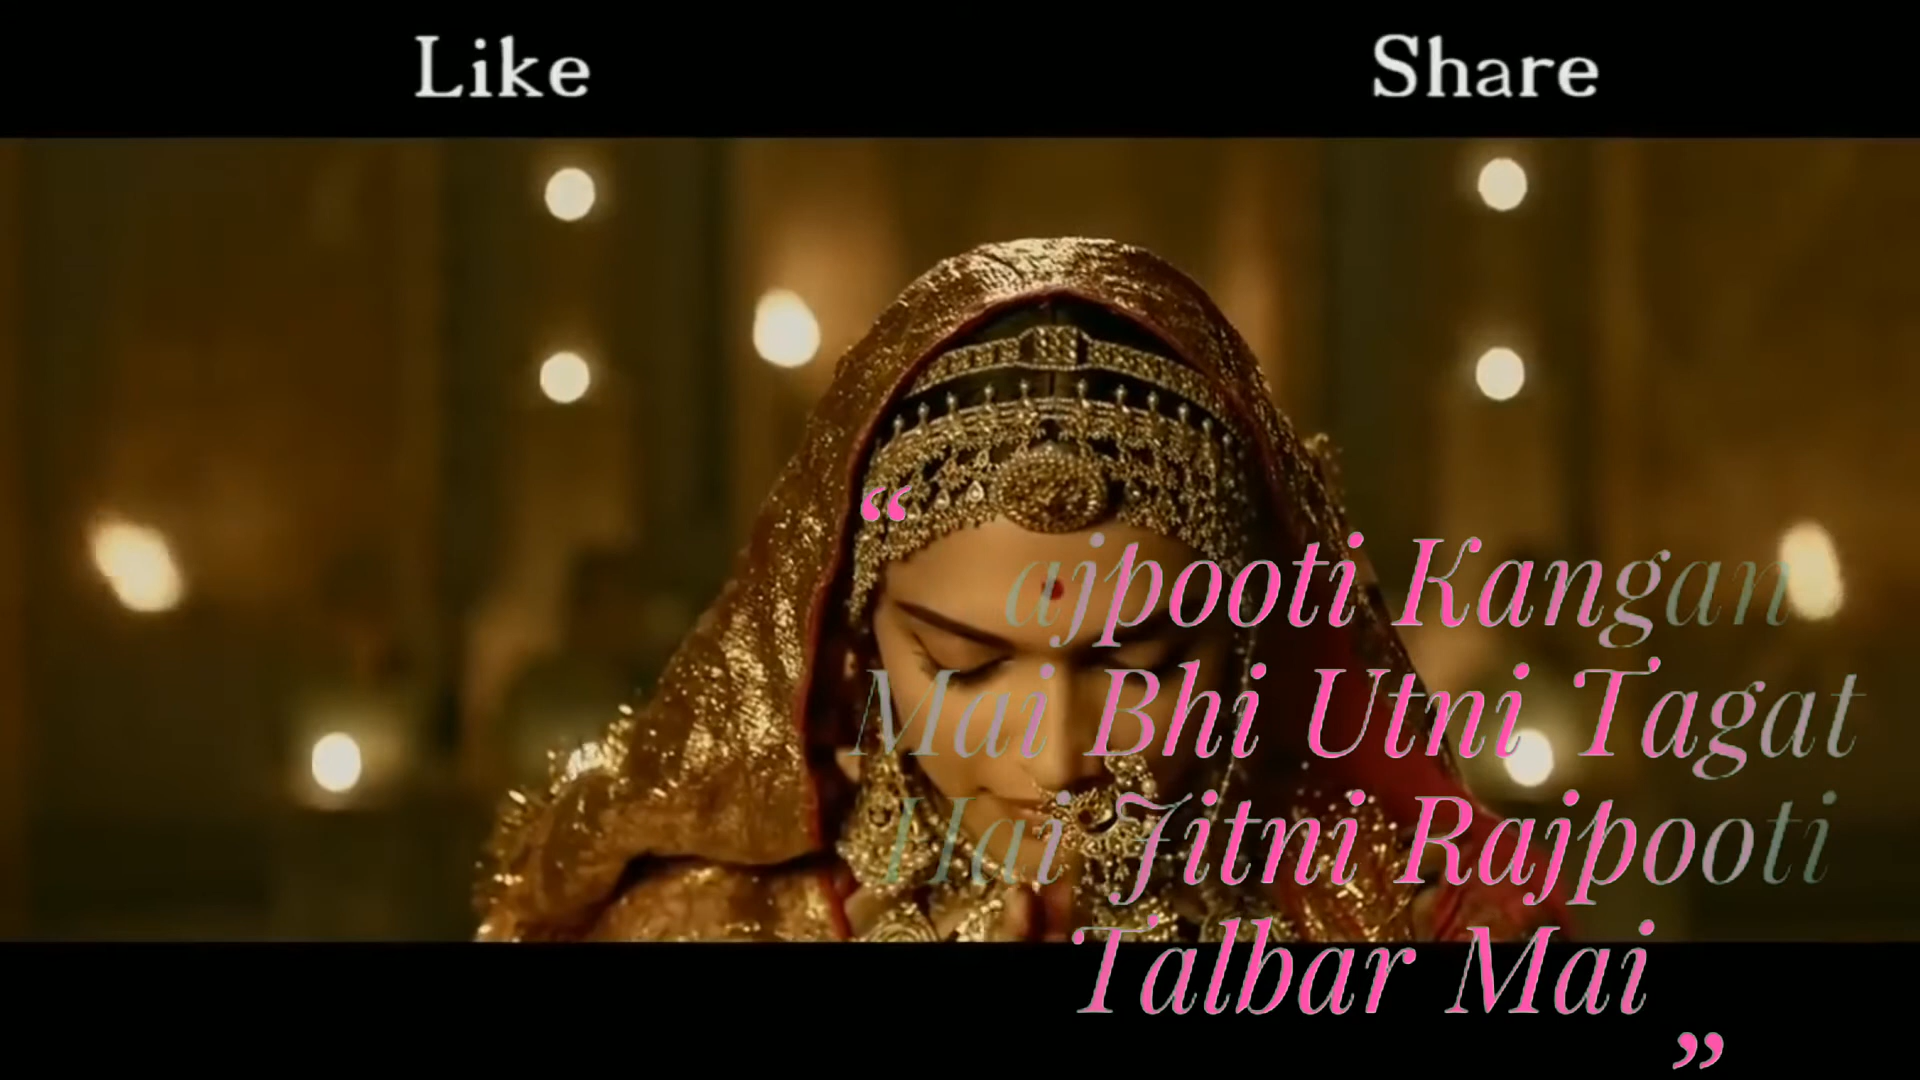 Like
Share
“
ajpooti Kangan
Mai Bhi Utni Tagat
Hai Jitni Rajpooti
Talbar Mai
”